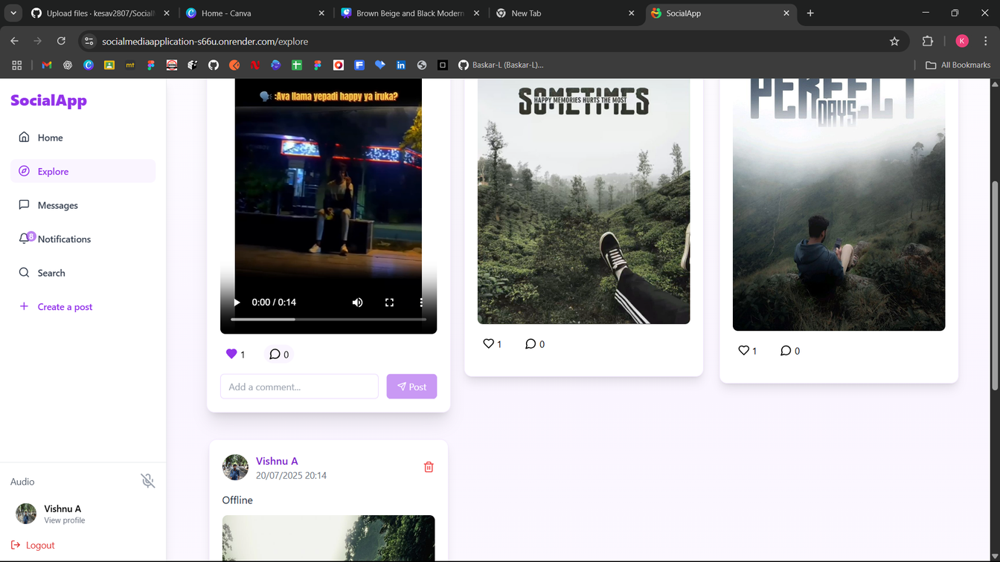 Upload files · kesav2807/Social
Home - Canva
Brown Beige and Black Modern
New Tab
SocialApp
socialmediaapplication-s66u.onrender.com/explore
K
mt
Baskar-L (Baskar-L)...
All Bookmarks
SocialApp
Home
Explore
Messages
8
Notifications
Search
Create a post
Audio
Vishnu A
View profile
Logout
:Ava llama yepadi happy ya iruka?
0:00 / 0:14
1
0
Add a comment...
Post
SOMETIMES
HAPPY MEMORIES HURTS THE MOST
1
0
PERFECT
DAYS
1
0
Vishnu A
20/07/2025 20:14
Offline